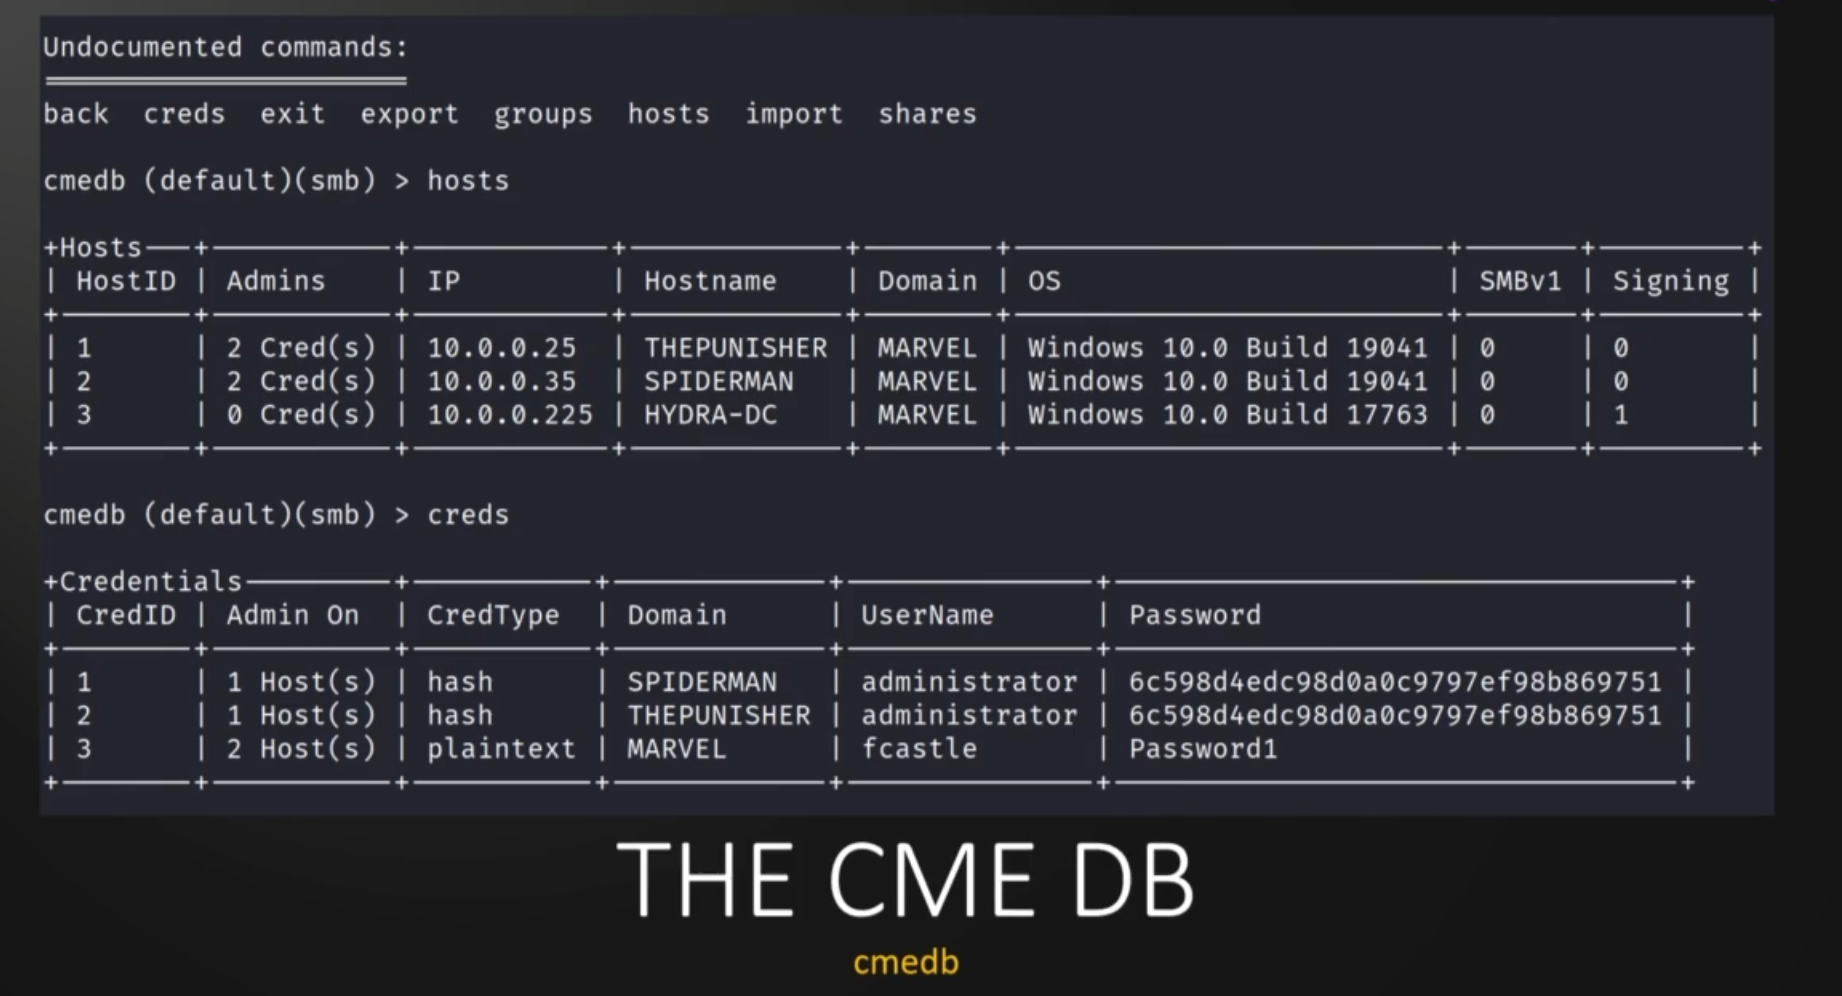 Undocumented commands:
back creds exit export groups hosts import shares
cmedb (default)(smb) > hosts
+Hosts
| HostID | Admins | IP | Hostname | Domain | OS | SMBv1 | Signing |
| 1 | 2 Cred(s) | 10.0.0.25 | THEPUNISHER | MARVEL | Windows 10.0 Build 19041 | 0 | 0 |
| 2 | 2 Cred(s) | 10.0.0.35 | SPIDERMAN | MARVEL | Windows 10.0 Build 19041 | 0 | 0 |
| 3 | 0 Cred(s) | 10.0.0.225 | HYDRA-DC | MARVEL | Windows 10.0 Build 17763 | 0 | 1 |
cmedb (default)(smb) > creds
+Credentials
| CredID | Admin On | CredType | Domain | UserName | Password |
| 1 | 1 Host(s) | hash | SPIDERMAN | administrator | 6c598d4edc98d0a0c9797ef98b869751 |
| 2 | 1 Host(s) | hash | THEPUNISHER | administrator | 6c598d4edc98d0a0c9797ef98b869751 |
| 3 | 2 Host(s) | plaintext | MARVEL | fcastle | Password1 |
THE CME DB
cmedb